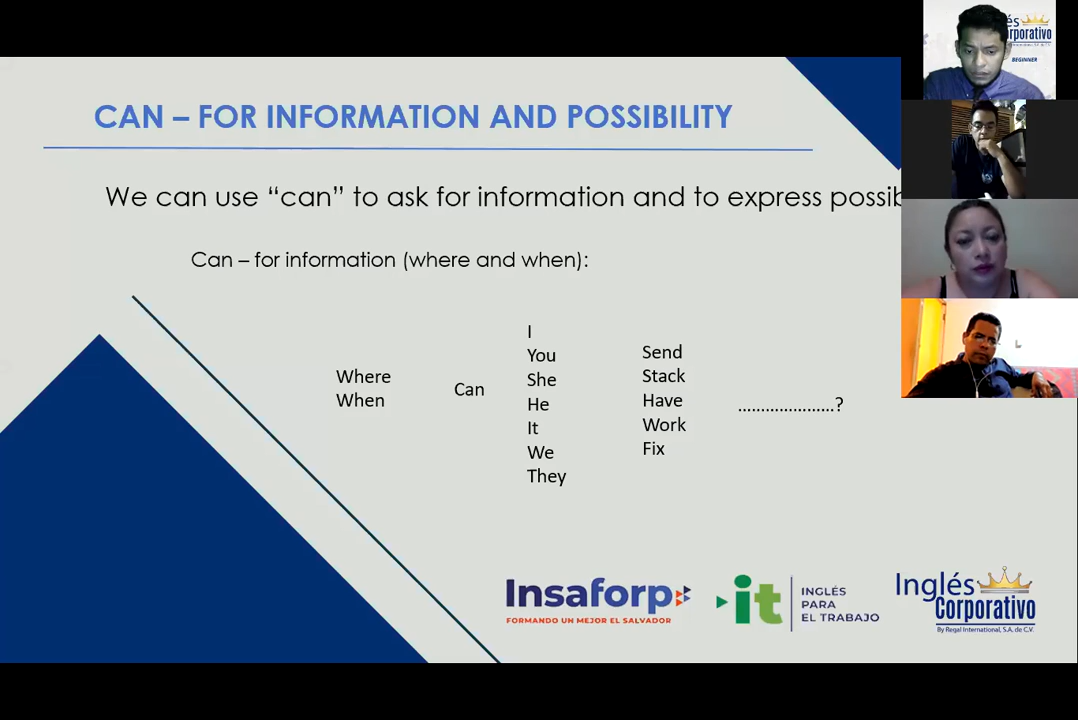 CAN – FOR INFORMATION AND POSSIBILITY
We can use “can” to ask for information and to express
Can – for information (where and when):
Where
When
Can
I
You
She
He
It
We
They
Send
Stack
Have
Work
Fix
.....................?
Insaforp
FORMANDO UN MEJOR EL SALVADOR
it
INGLÉS
PARA
EL TRABAJO
Inglés
Corporativo
By Regal International, S.A. de C.V.
BEGINNER